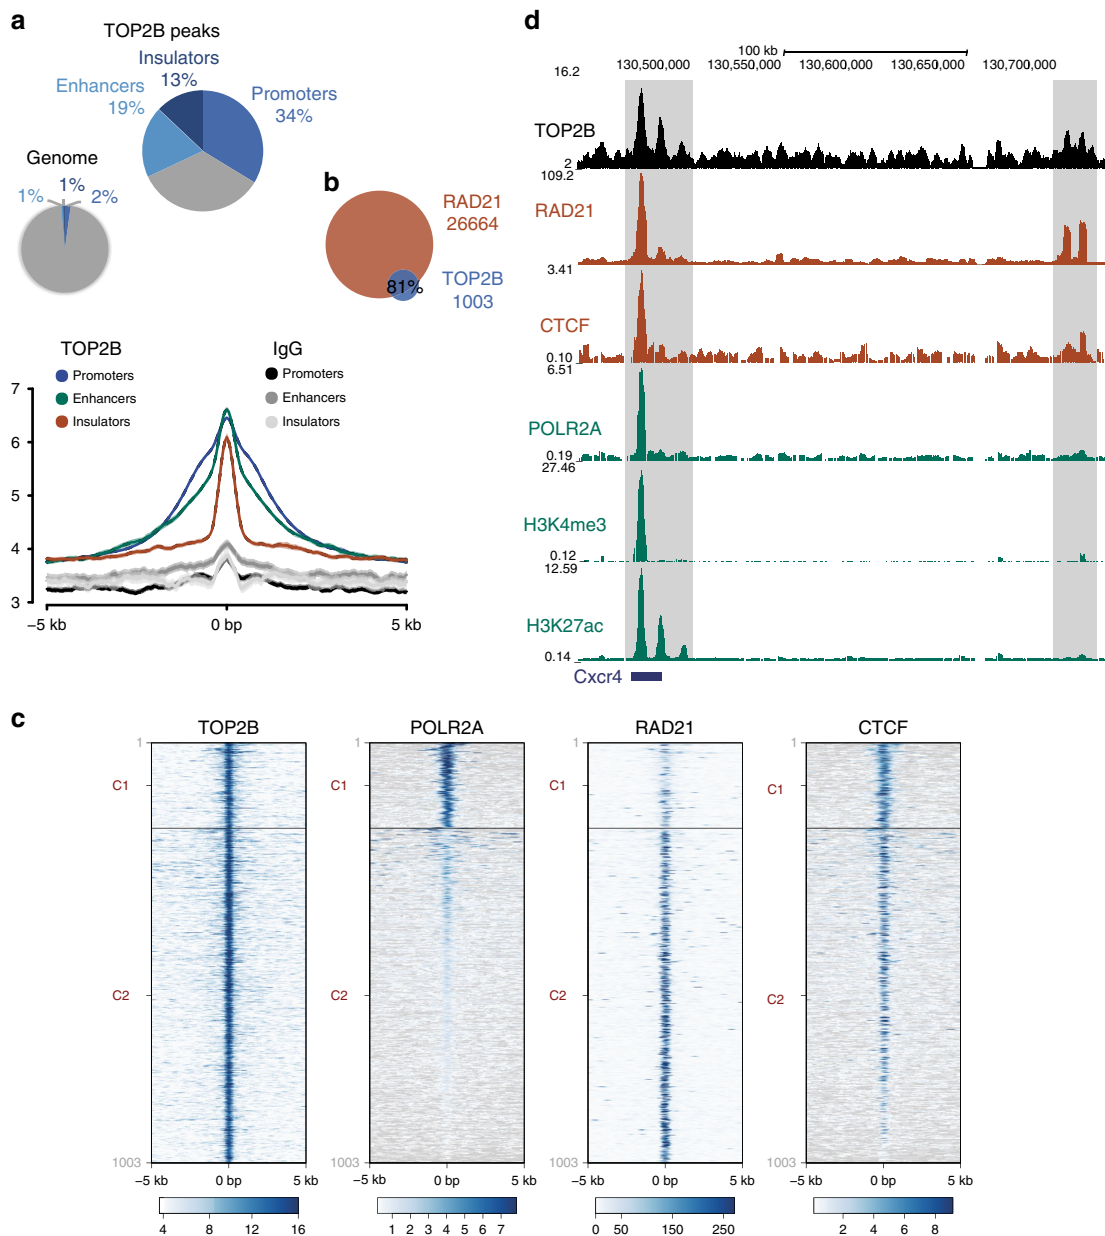 a
TOP2B peaks
Insulators
13%
Enhancers
19%
Promoters
34%
Genome
1%
1%
2%
b
RAD21
26664
81%
TOP2B
1003
TOP2B
Promoters
Enhancers
Insulators
IgG
Promoters
Enhancers
Insulators
7
6
5
4
3
−5 kb
0 bp
5 kb
d
100 kb
130,500,000
130,550,000
130,600,000
130,650,000
130,700,000
16.2
TOP2B
2
109.2
RAD21
3.41
CTCF
0.10
6.51
POLR2A
0.19
27.46
H3K4me3
0.12
12.59
H3K27ac
0.14
Cxcr4
c
TOP2B
1
C1
C2
1003
−5 kb
0 bp
5 kb
4
8
12
16
POLR2A
1
C1
C2
1003
−5 kb
0 bp
5 kb
1
2
3
4
5
6
7
RAD21
1
C1
C2
1003
−5 kb
0 bp
5 kb
0
50
150
250
CTCF
1
C1
C2
1003
−5 kb
0 bp
5 kb
2
4
6
8